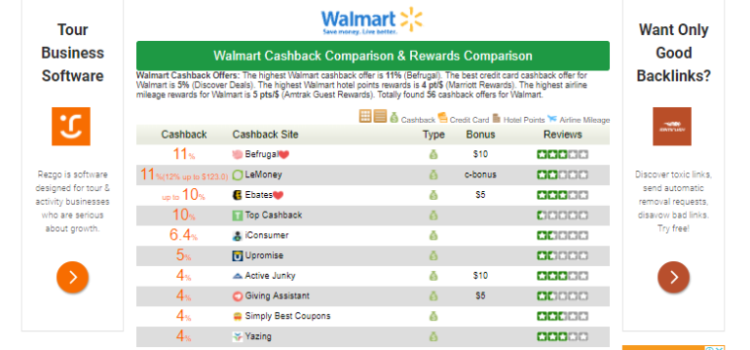 Tour
Business
Software
Rezgo is software
designed for tour &
activity businesses
who are serious
about growth.
Walmart
Save money. Live better.
Walmart Cashback Comparison & Rewards Comparison
Walmart Cashback Offers: The highest Walmart cashback offer is 11% (Befrugal). The best credit card cashback offer for
Walmart is 5% (Discover Deals). The highest Walmart hotel points rewards is 4 pt/$ (Marriott Rewards). The highest airline
mileage rewards for Walmart is 5 pts/$ (Amtrak Guest Rewards). Totally found 56 cashback offers for Walmart.
Cashback Credit Card Hotel Points Airline Mileage
Cashback Cashback Site Type Bonus Reviews
11% Befrugal $10
11%(12% up to $123.0) LeMoney c-bonus
up to 10% Ebates $5
10% Top Cashback
6.4% iConsumer
5% Upromise
4% Active Junky $10
4% Giving Assistant $5
4% Simply Best Coupons
4% Yazing
Want Only
Good
Backlinks?
Discover toxic links,
send automatic
removal requests,
disavow bad links.
Try free!